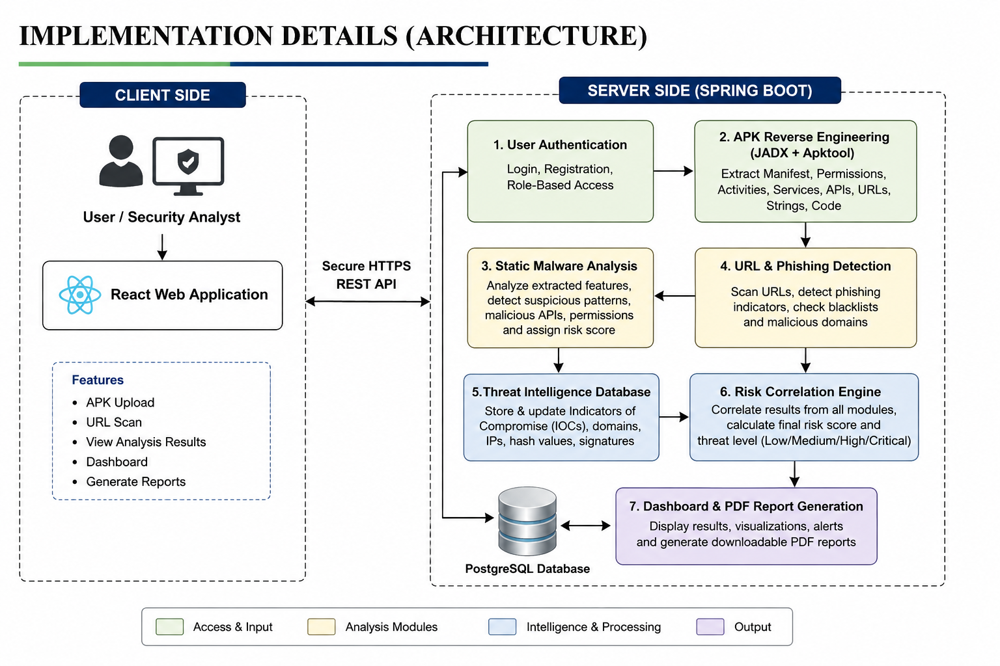 IMPLEMENTATION DETAILS (ARCHITECTURE)
CLIENT SIDE
User / Security Analyst
React Web Application
Features
• APK Upload
• URL Scan
• View Analysis Results
• Dashboard
• Generate Reports
Secure HTTPS
REST API
SERVER SIDE (SPRING BOOT)
1. User Authentication
Login, Registration,
Role-Based Access
2. APK Reverse Engineering
(JADX + Apktool)
Extract Manifest, Permissions,
Activities, Services, APIs, URLs,
Strings, Code
3. Static Malware Analysis
Analyze extracted features,
detect suspicious patterns,
malicious APIs, permissions
and assign risk score
4. URL & Phishing Detection
Scan URLs, detect phishing
indicators, check blacklists
and malicious domains
5.Threat Intelligence Database
Store & update Indicators of
Compromise (IOCs), domains,
IPs, hash values, signatures
6. Risk Correlation Engine
Correlate results from all modules,
calculate final risk score and
threat level (Low/Medium/High/Critical)
7. Dashboard & PDF Report Generation
Display results, visualizations, alerts
and generate downloadable PDF reports
PostgreSQL Database
Access & Input
Analysis Modules
Intelligence & Processing
Output